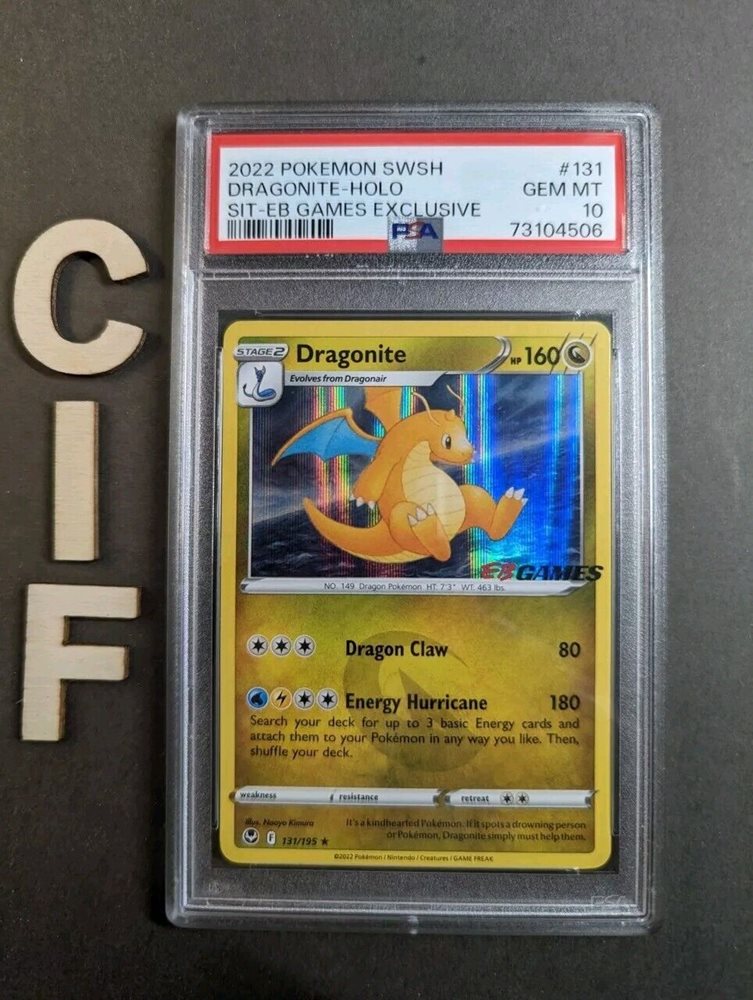 C
I
F
2022 POKEMON SWSH #131
DRAGONITE-HOLO GEM MT
SIT-EB GAMES EXCLUSIVE 10
PSA 73104506
STAGE 2 Dragonite HP 160
Evolves from Dragonair
EB GAMES
NO. 149 Dragon Pokémon HT: 7'3" WT: 463 lbs.
Dragon Claw 80
Energy Hurricane 180
Search your deck for up to 3 basic Energy cards and
attach them to your Pokémon in any way you like. Then,
shuffle your deck.
weakness resistance retreat
Illus. Naoyo Kimura It's a kindhearted Pokémon. If it spots a drowning person
or Pokémon, Dragonite simply must help them.
F 131/195 ★
©2022 Pokémon / Nintendo / Creatures / GAME FREAK
PSA